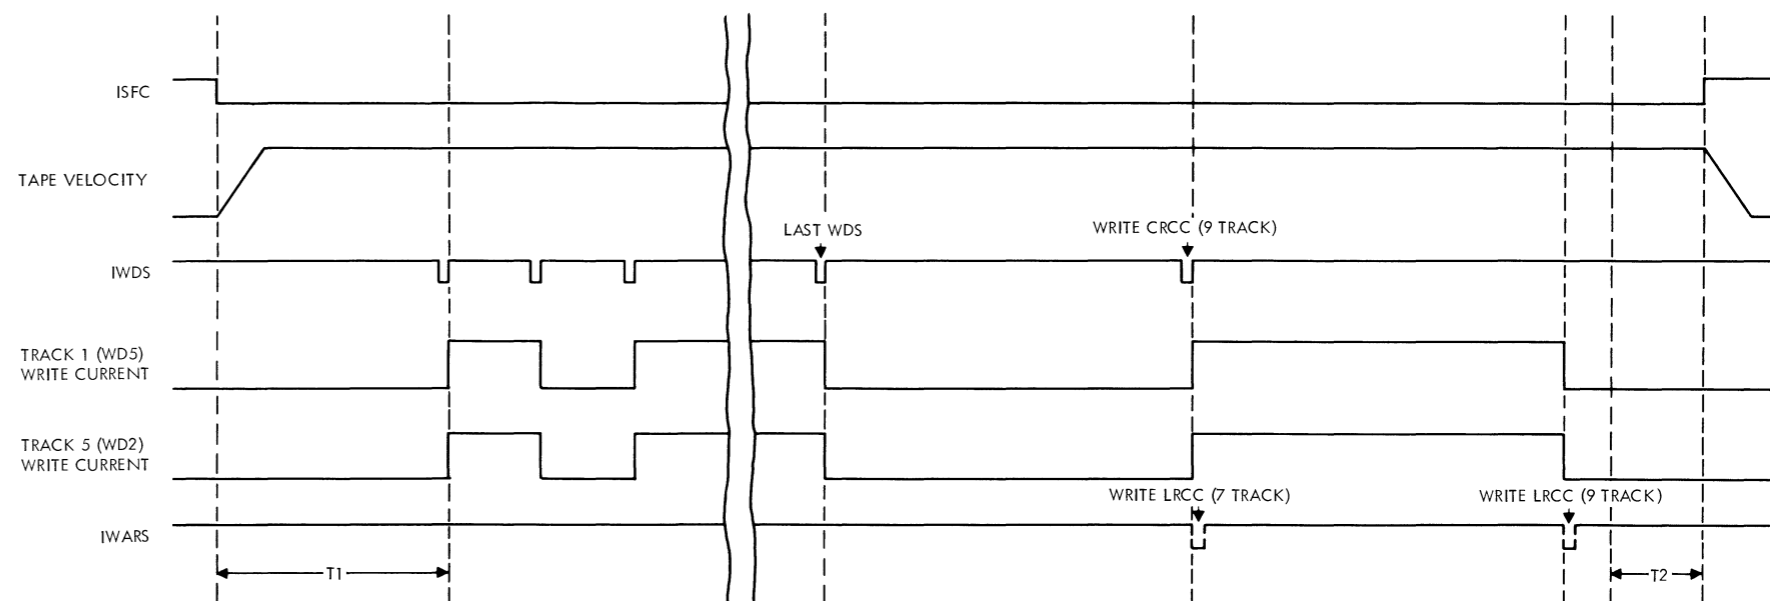 ISFC
TAPE VELOCITY
LAST WDS
WRITE CRCC (9 TRACK)
IWDS
TRACK 1 (WD5)
WRITE CURRENT
TRACK 5 (WD2)
WRITE CURRENT
WRITE LRCC (7 TRACK)
WRITE LRCC (9 TRACK)
IWARS
T1
T2